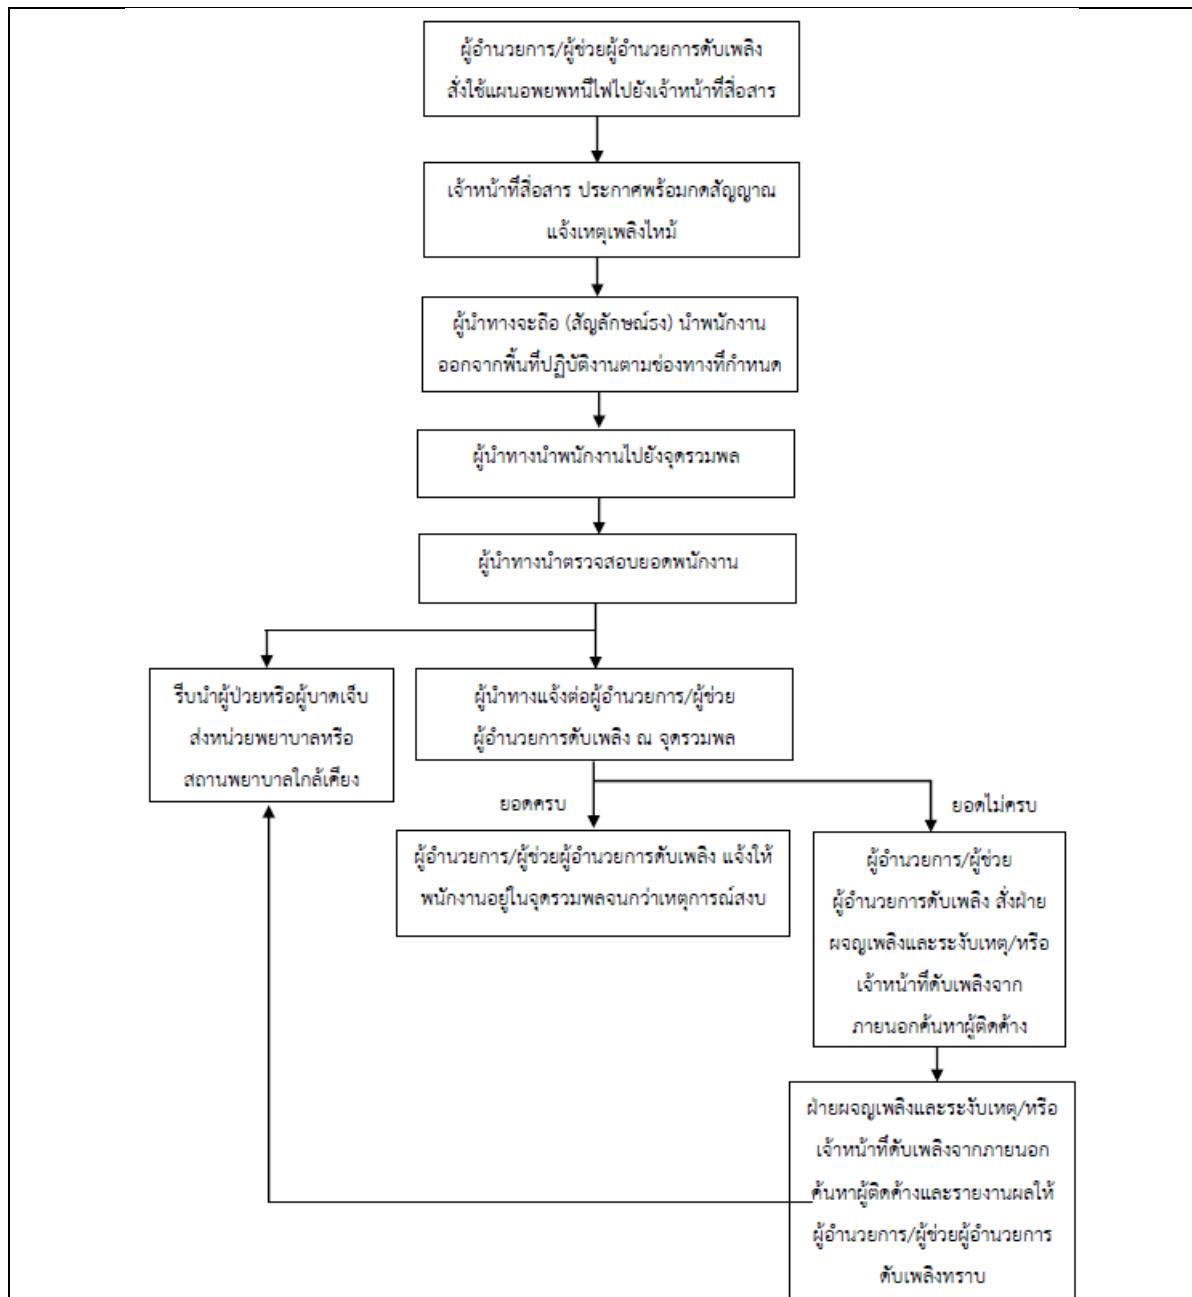 ผู้อำนวยการ/ผู้ช่วยผู้อำนวยการดับเพลิง
สั่งใช้แผนอพยพหนีไฟไปยังเจ้าหน้าที่สื่อสาร
เจ้าหน้าที่สื่อสาร ประกาศพร้อมกดสัญญาณ
แจ้งเหตุเพลิงไหม้
ผู้นำทางจะถือ (สัญลักษณ์ธง) นำพนักงาน
ออกจากพื้นที่ปฏิบัติงานตามช่องทางที่กำหนด
ผู้นำทางนำพนักงานไปยังจุดรวมพล
ผู้นำทางนำตรวจสอบยอดพนักงาน
รีบนำผู้ป่วยหรือผู้บาดเจ็บ
ส่งหน่วยพยาบาลหรือ
สถานพยาบาลใกล้เคียง
ผู้นำทางแจ้งต่อผู้อำนวยการ/ผู้ช่วย
ผู้อำนวยการดับเพลิง ณ จุดรวมพล
ยอดครบ
ยอดไม่ครบ
ผู้อำนวยการ/ผู้ช่วยผู้อำนวยการดับเพลิง แจ้งให้
พนักงานอยู่ในจุดรวมพลจนกว่าเหตุการณ์สงบ
ผู้อำนวยการ/ผู้ช่วย
ผู้อำนวยการดับเพลิง สั่งฝ่าย
ผจญเพลิงและระงับเหตุ/หรือ
เจ้าหน้าที่ดับเพลิงจาก
ภายนอกค้นหาผู้ติดค้าง
ฝ่ายผจญเพลิงและระงับเหตุ/หรือ
เจ้าหน้าที่ดับเพลิงจากภายนอก
ค้นหาผู้ติดค้างและรายงานผลให้
ผู้อำนวยการ/ผู้ช่วยผู้อำนวยการ
ดับเพลิงทราบ